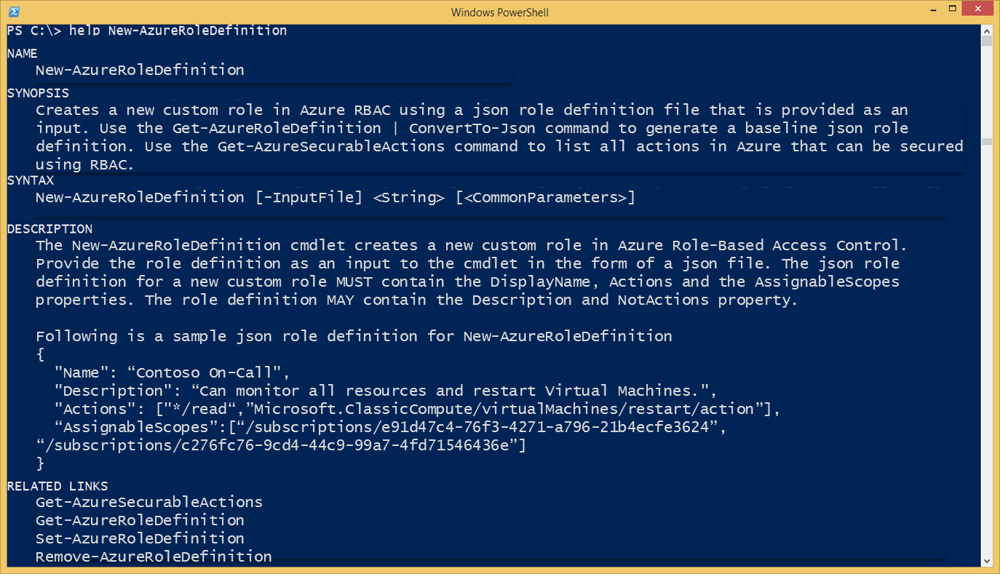 Windows PowerShell
PS C:\> help New-AzureRoleDefinition
NAME
New-AzureRoleDefinition
SYNOPSIS
Creates a new custom role in Azure RBAC using a json role definition file that is provided as an
input. Use the Get-AzureRoleDefinition | ConvertTo-Json command to generate a baseline json role
definition. Use the Get-AzureSecurableActions command to list all actions in Azure that can be secured
using RBAC.
SYNTAX
New-AzureRoleDefinition [-InputFile] <String> [<CommonParameters>]
DESCRIPTION
The New-AzureRoleDefinition cmdlet creates a new custom role in Azure Role-Based Access Control.
Provide the role definition as an input to the cmdlet in the form of a json file. The json role
definition for a new custom role MUST contain the DisplayName, Actions and the AssignableScopes
properties. The role definition MAY contain the Description and NotActions property.
Following is a sample json role definition for New-AzureRoleDefinition
{
"Name": “Contoso On-Call",
"Description": “Can monitor all resources and restart Virtual Machines.",
"Actions": ["*/read“,”Microsoft.ClassicCompute/virtualMachines/restart/action”],
“AssignableScopes”:[“/subscriptions/e91d47c4-76f3-4271-a796-21b4ecfe3624”,
“/subscriptions/c276fc76-9cd4-44c9-99a7-4fd71546436e”]
}
RELATED LINKS
Get-AzureSecurableActions
Get-AzureRoleDefinition
Set-AzureRoleDefinition
Remove-AzureRoleDefinition